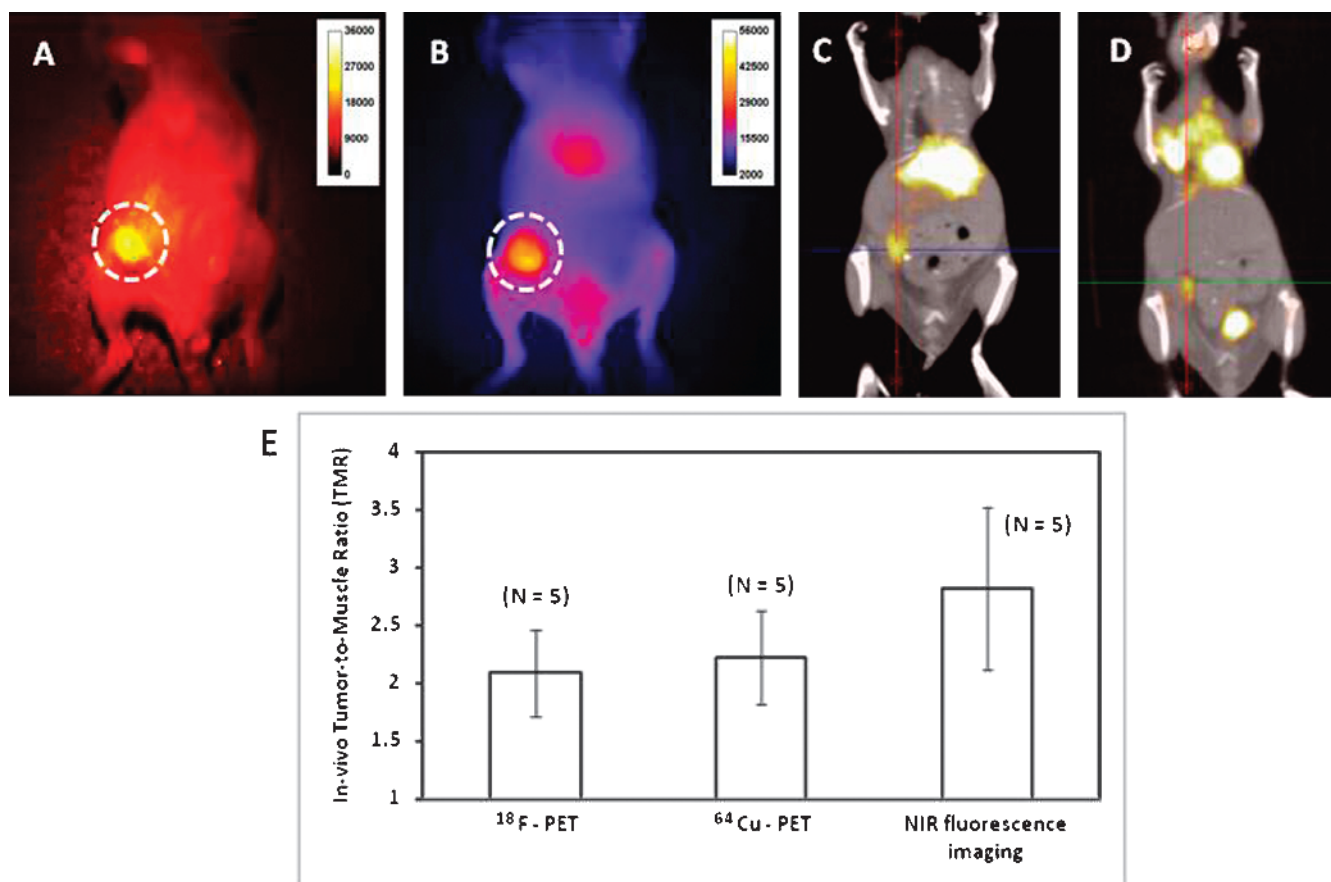 A
36000
27000
18000
9000
0
B
56000
42500
29000
15500
2000
C
D
E
In-vivo Tumor-to-Muscle Ratio (TMR)
4
3.5
3
2.5
2
1.5
1
(N = 5)
(N = 5)
(N = 5)
¹⁸F - PET
⁶⁴Cu - PET
NIR fluorescence
imaging